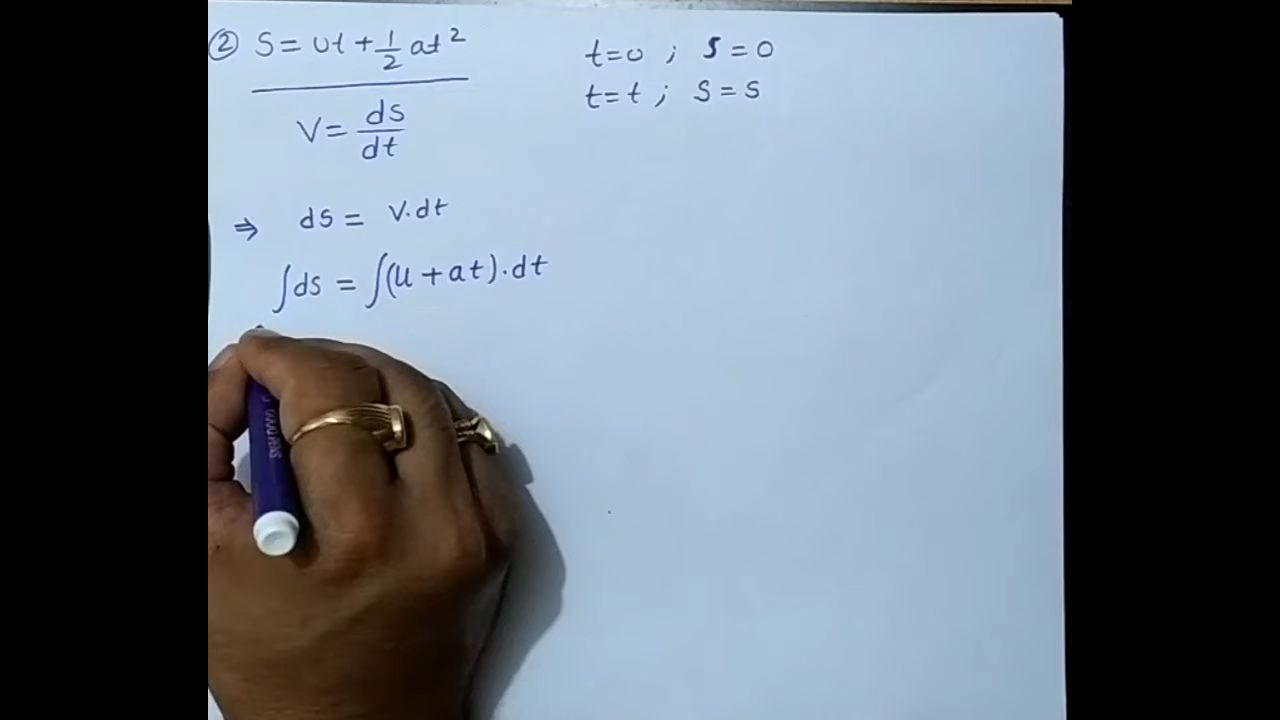 ② S = ut + 1/2 at²
t=0 ; S = 0
t=t ; S = S
V = ds/dt
⇒ ds = v.dt
∫ds = ∫(u + at).dt